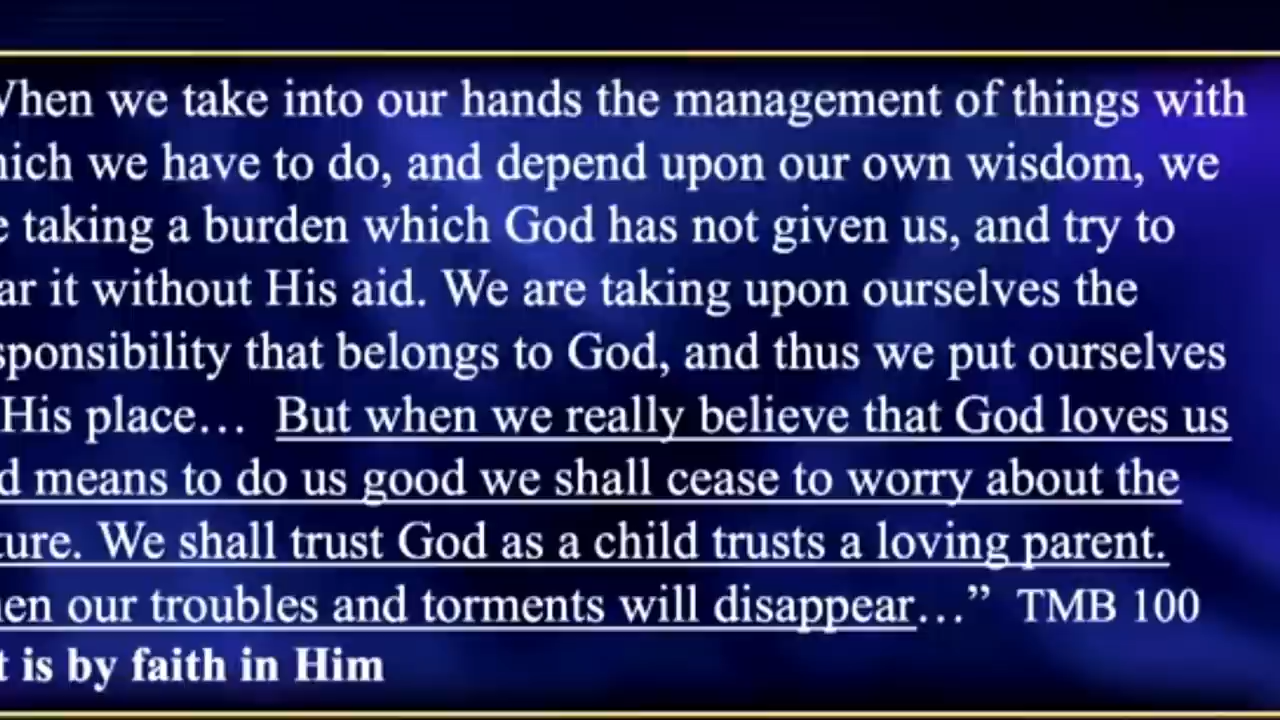 When we take into our hands the management of things with
hich we have to do, and depend upon our own wisdom, we
e taking a burden which God has not given us, and try to
ar it without His aid. We are taking upon ourselves the
sponsibility that belongs to God, and thus we put ourselves
His place… But when we really believe that God loves us
d means to do us good we shall cease to worry about the
ture. We shall trust God as a child trusts a loving parent.
hen our troubles and torments will disappear…” TMB 100
t is by faith in Him